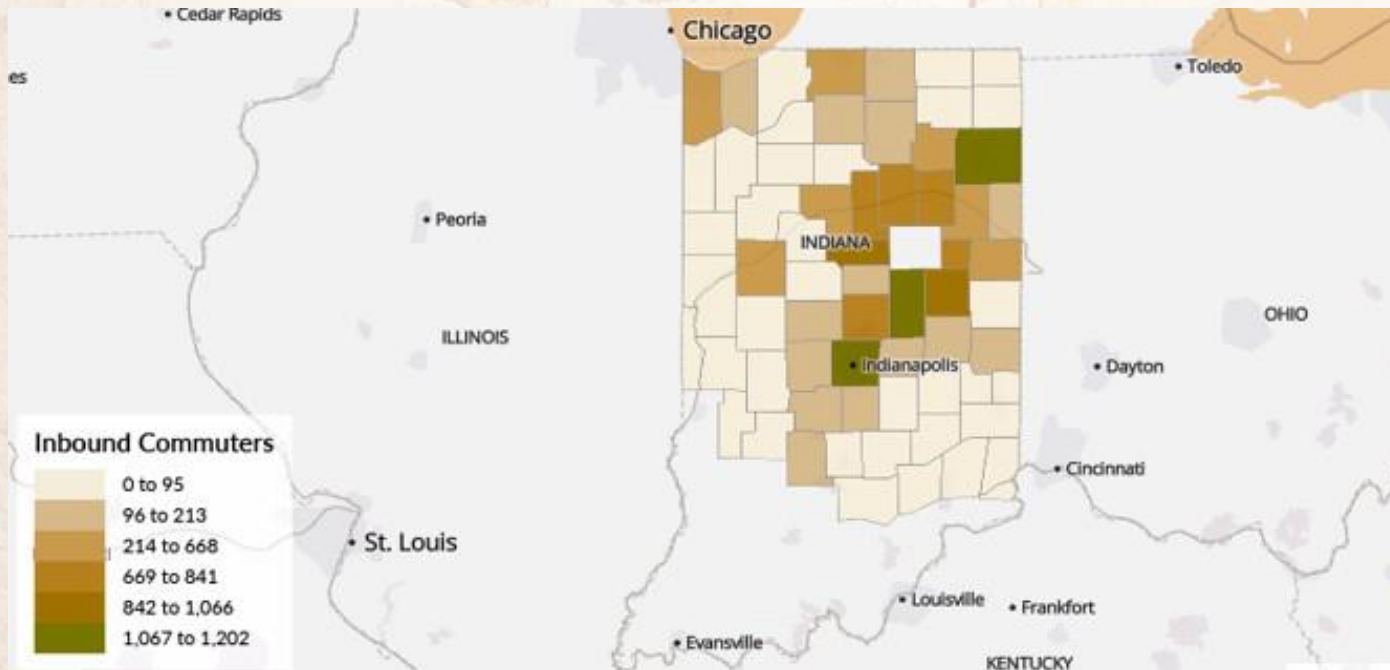 Cedar Rapids
Chicago
es
Toledo
Peoria
INDIANA
ILLINOIS
OHIO
Indianapolis
Dayton
Inbound Commuters
0 to 95
96 to 213
214 to 668
669 to 841
842 to 1,066
1,067 to 1,202
Cincinnati
St. Louis
Louisville
Frankfort
Evansville
KENTUCKY